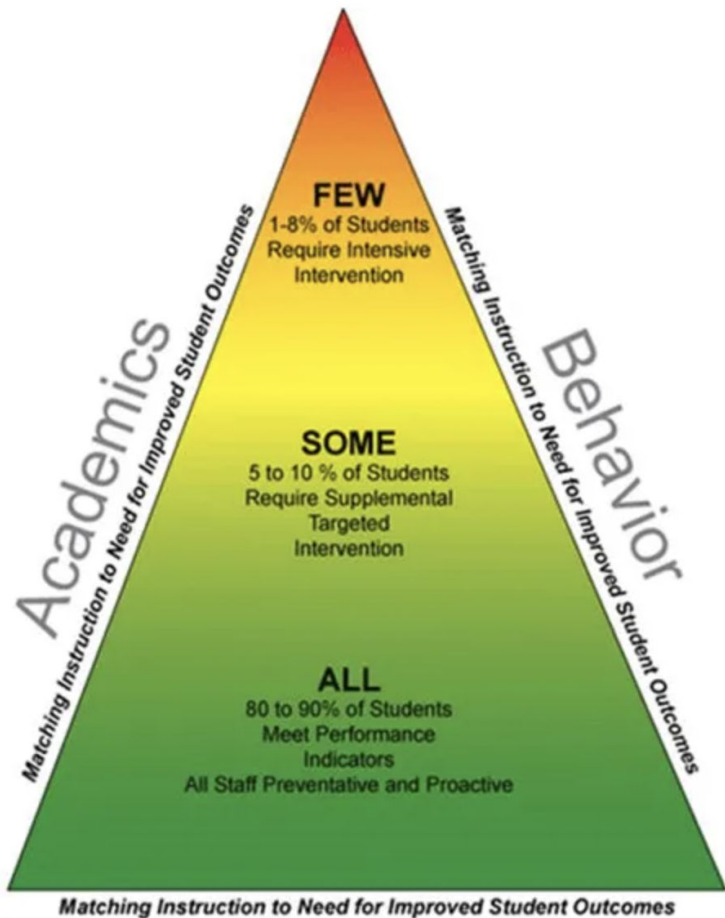 FEW
1-8% of Students
Require Intensive
Intervention
Academics
Matching Instruction to Need for Improved Student Outcomes
Matching Instruction to Need for Improved Student Outcomes
Behavior
SOME
5 to 10 % of Students
Require Supplemental
Targeted
Intervention
ALL
80 to 90% of Students
Meet Performance
Indicators
All Staff Preventative and Proactive
Matching Instruction to Need for Improved Student Outcomes